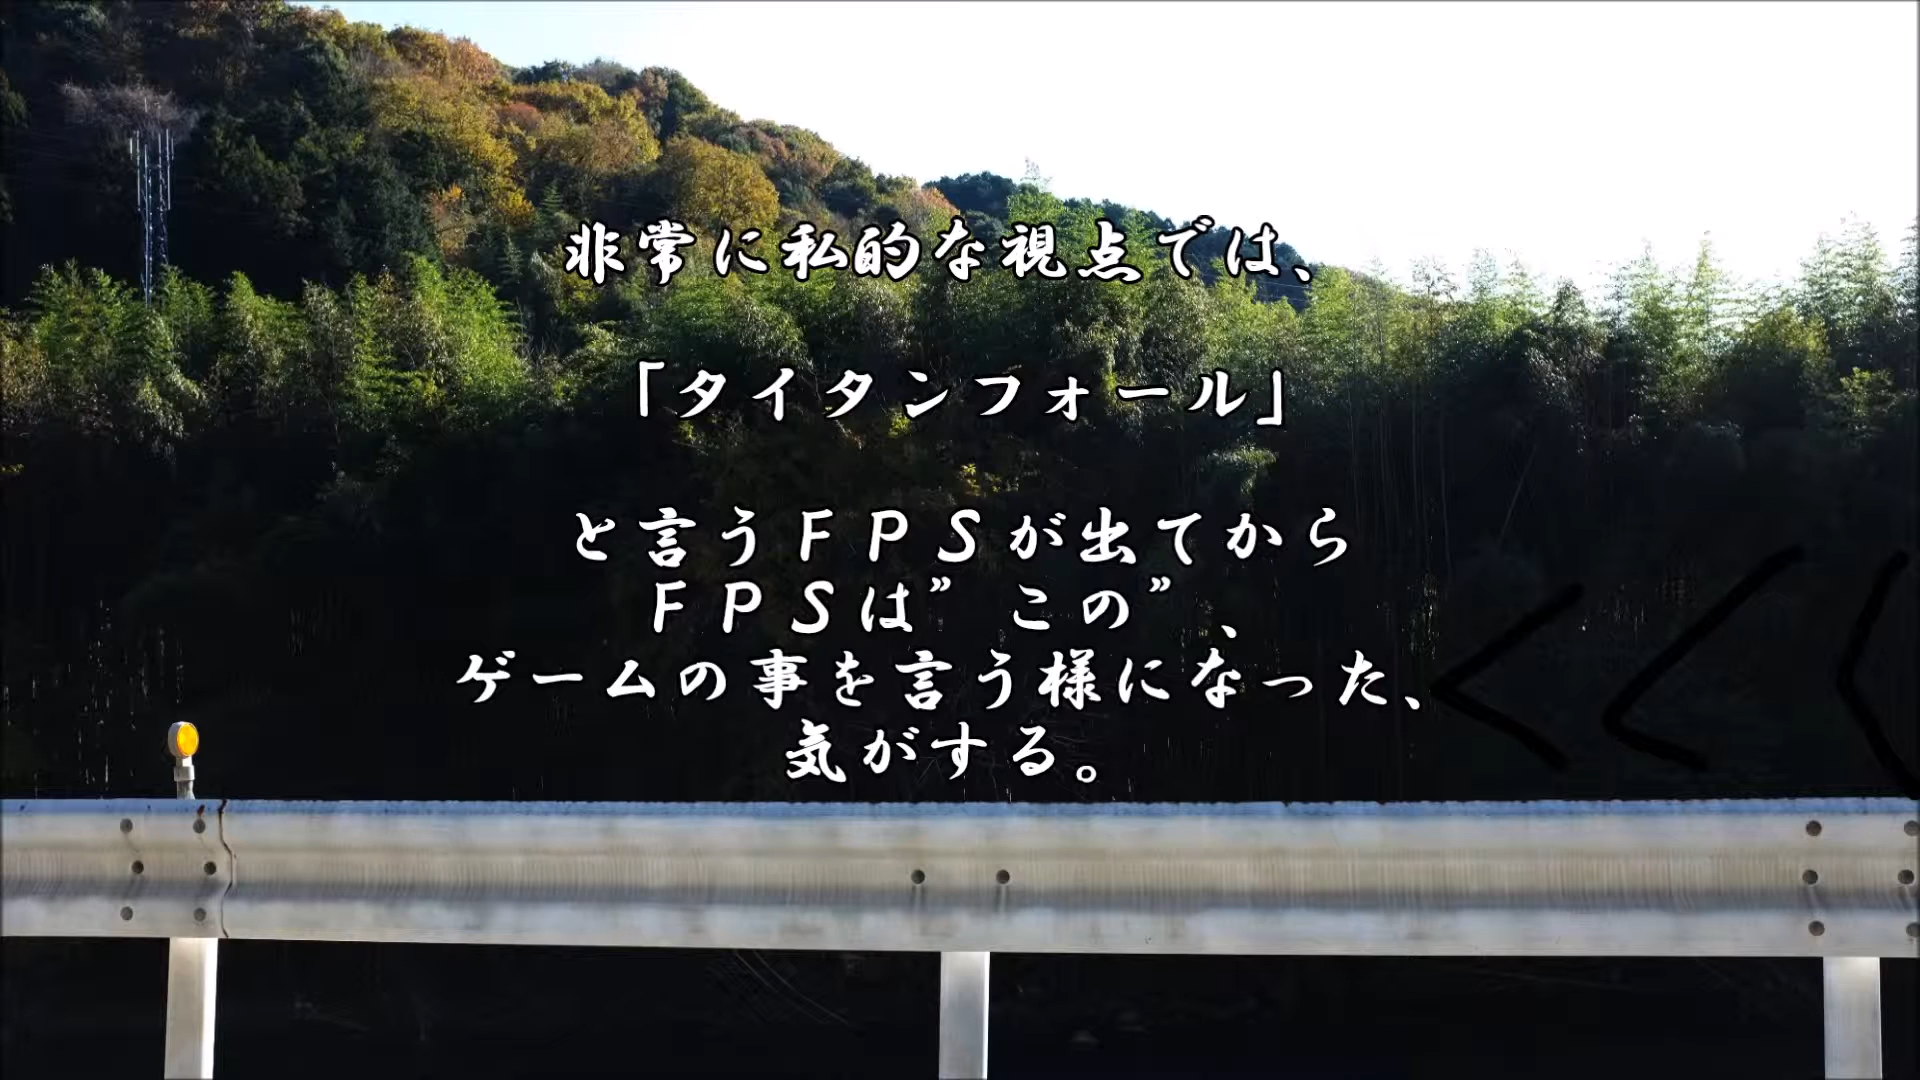 非常に私的な視点では、
「タイタンフォール」
と言うＦＰＳが出てから
ＦＰＳは”この”、
ゲームの事を言う様になった、
気がする。